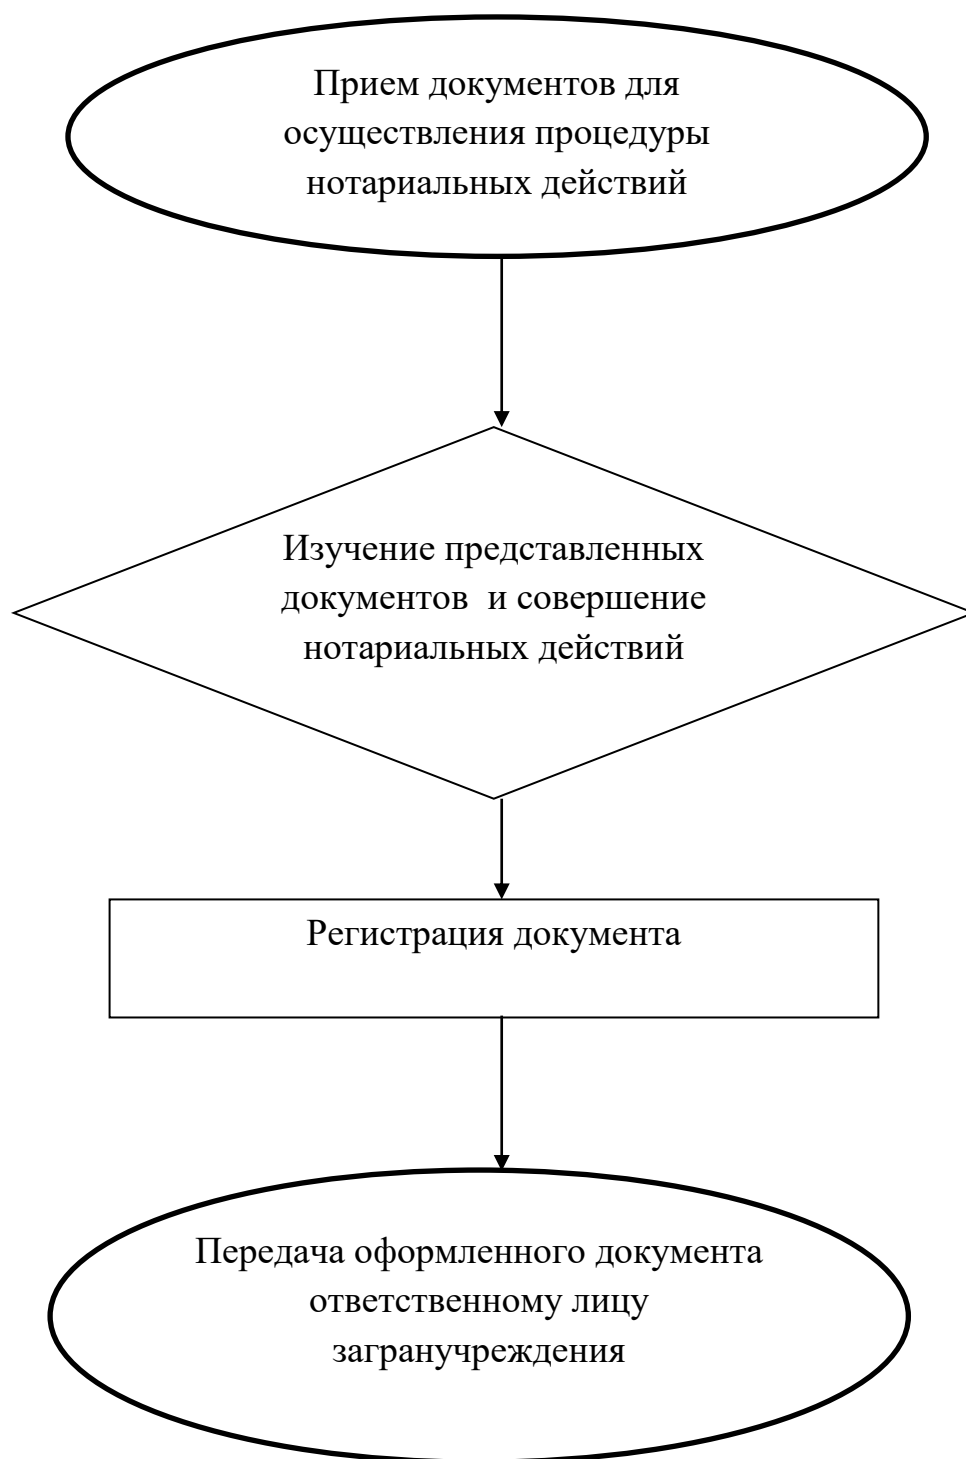 Прием документов для
осуществления процедуры
нотариальных действий
Изучение представленных
документов  и совершение
нотариальных действий
Регистрация документа
Передача оформленного документа
ответственному лицу
загранучреждения